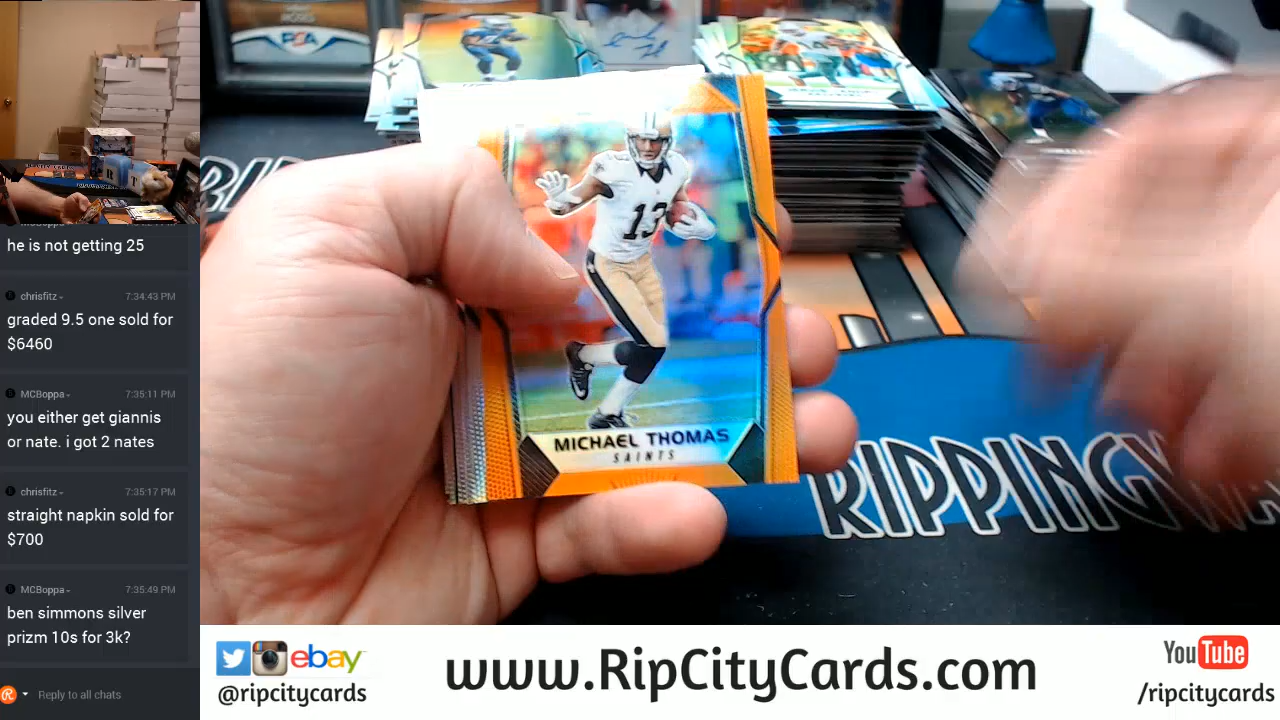 he is not getting 25
chrisfitz
7:34:43 PM
graded 9.5 one sold for
$6460
MCBoppa
7:35:11 PM
you either get giannis
or nate. i got 2 nates
chrisfitz
7:35:17 PM
straight napkin sold for
$700
MCBoppa
7:35:49 PM
ben simmons silver
prizm 10s for 3k?
Reply to all chats
PSA
13
MICHAEL THOMAS
SAINTS
RIPPINGW
ebay
@ripcitycards
www.RipCityCards.com
YouTube
/ripcitycards